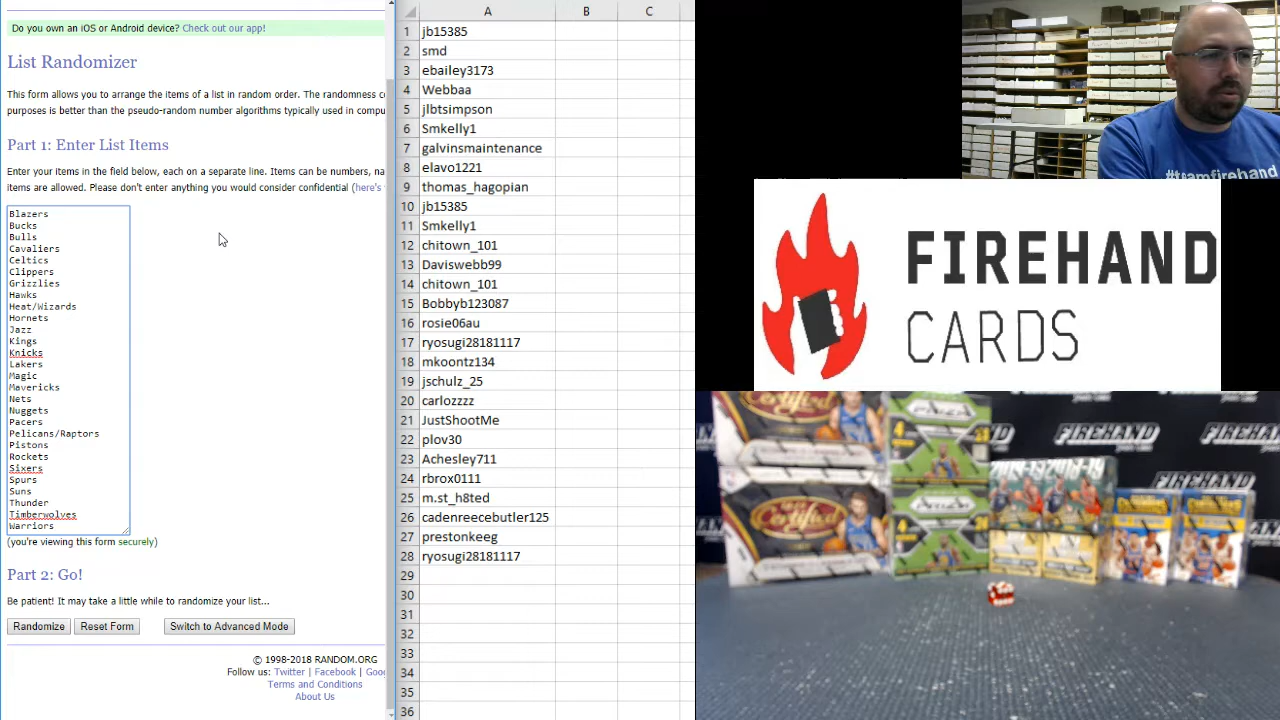 Do you own an iOS or Android device? Check out our app!
List Randomizer
This form allows you to arrange the items of a list in random order. The randomness
purposes is better than the pseudo-random number algorithms typically used in
Part 1: Enter List Items
Enter your items in the field below, each on a separate line. Items can be numbers,
items are allowed. Please don't enter anything you would consider confidential (here's
Blazers
Bucks
Bulls
Cavaliers
Celtics
Clippers
Grizzlies
Hawks
Heat/Wizards
Hornets
Jazz
Kings
Knicks
Lakers
Magic
Mavericks
Nets
Nuggets
Pacers
Pelicans/Raptors
Pistons
Rockets
Sixers
Spurs
Suns
Thunder
Timberwolves
Warriors
(you're viewing this form securely)
Part 2: Go!
Be patient! It may take a little while to randomize your list...
Randomize Reset Form Switch to Advanced Mode
© 1998-2018 RANDOM.ORG
Follow us: Twitter | Facebook |
Terms and Conditions
About Us
A B C
1 jb15385
2 smd
3 ebailey3173
4 Webbaa
5 jlbtsimpson
6 Smkelly1
7 galvinsmaintenance
8 elavo1221
9 thomas_hagopian
10 jb15385
11 Smkelly1
12 chitown_101
13 Daviswebb99
14 chitown_101
15 Bobbyb123087
16 rosie06au
17 ryosugi28181117
18 mkoontz134
19 jschulz_25
20 carlozzzz
21 JustShootMe
22 plov30
23 Achesley711
24 rbrox0111
25 m.st_h8ted
26 cadenreecebutler125
27 prestonkeeg
28 ryosugi28181117
29
30
31
32
33
34
35
36
#teamfirehand
FIREHAND
CARDS
Certified
PRIZM
FIREHAND
FIREHAND
Certified
PRIZM